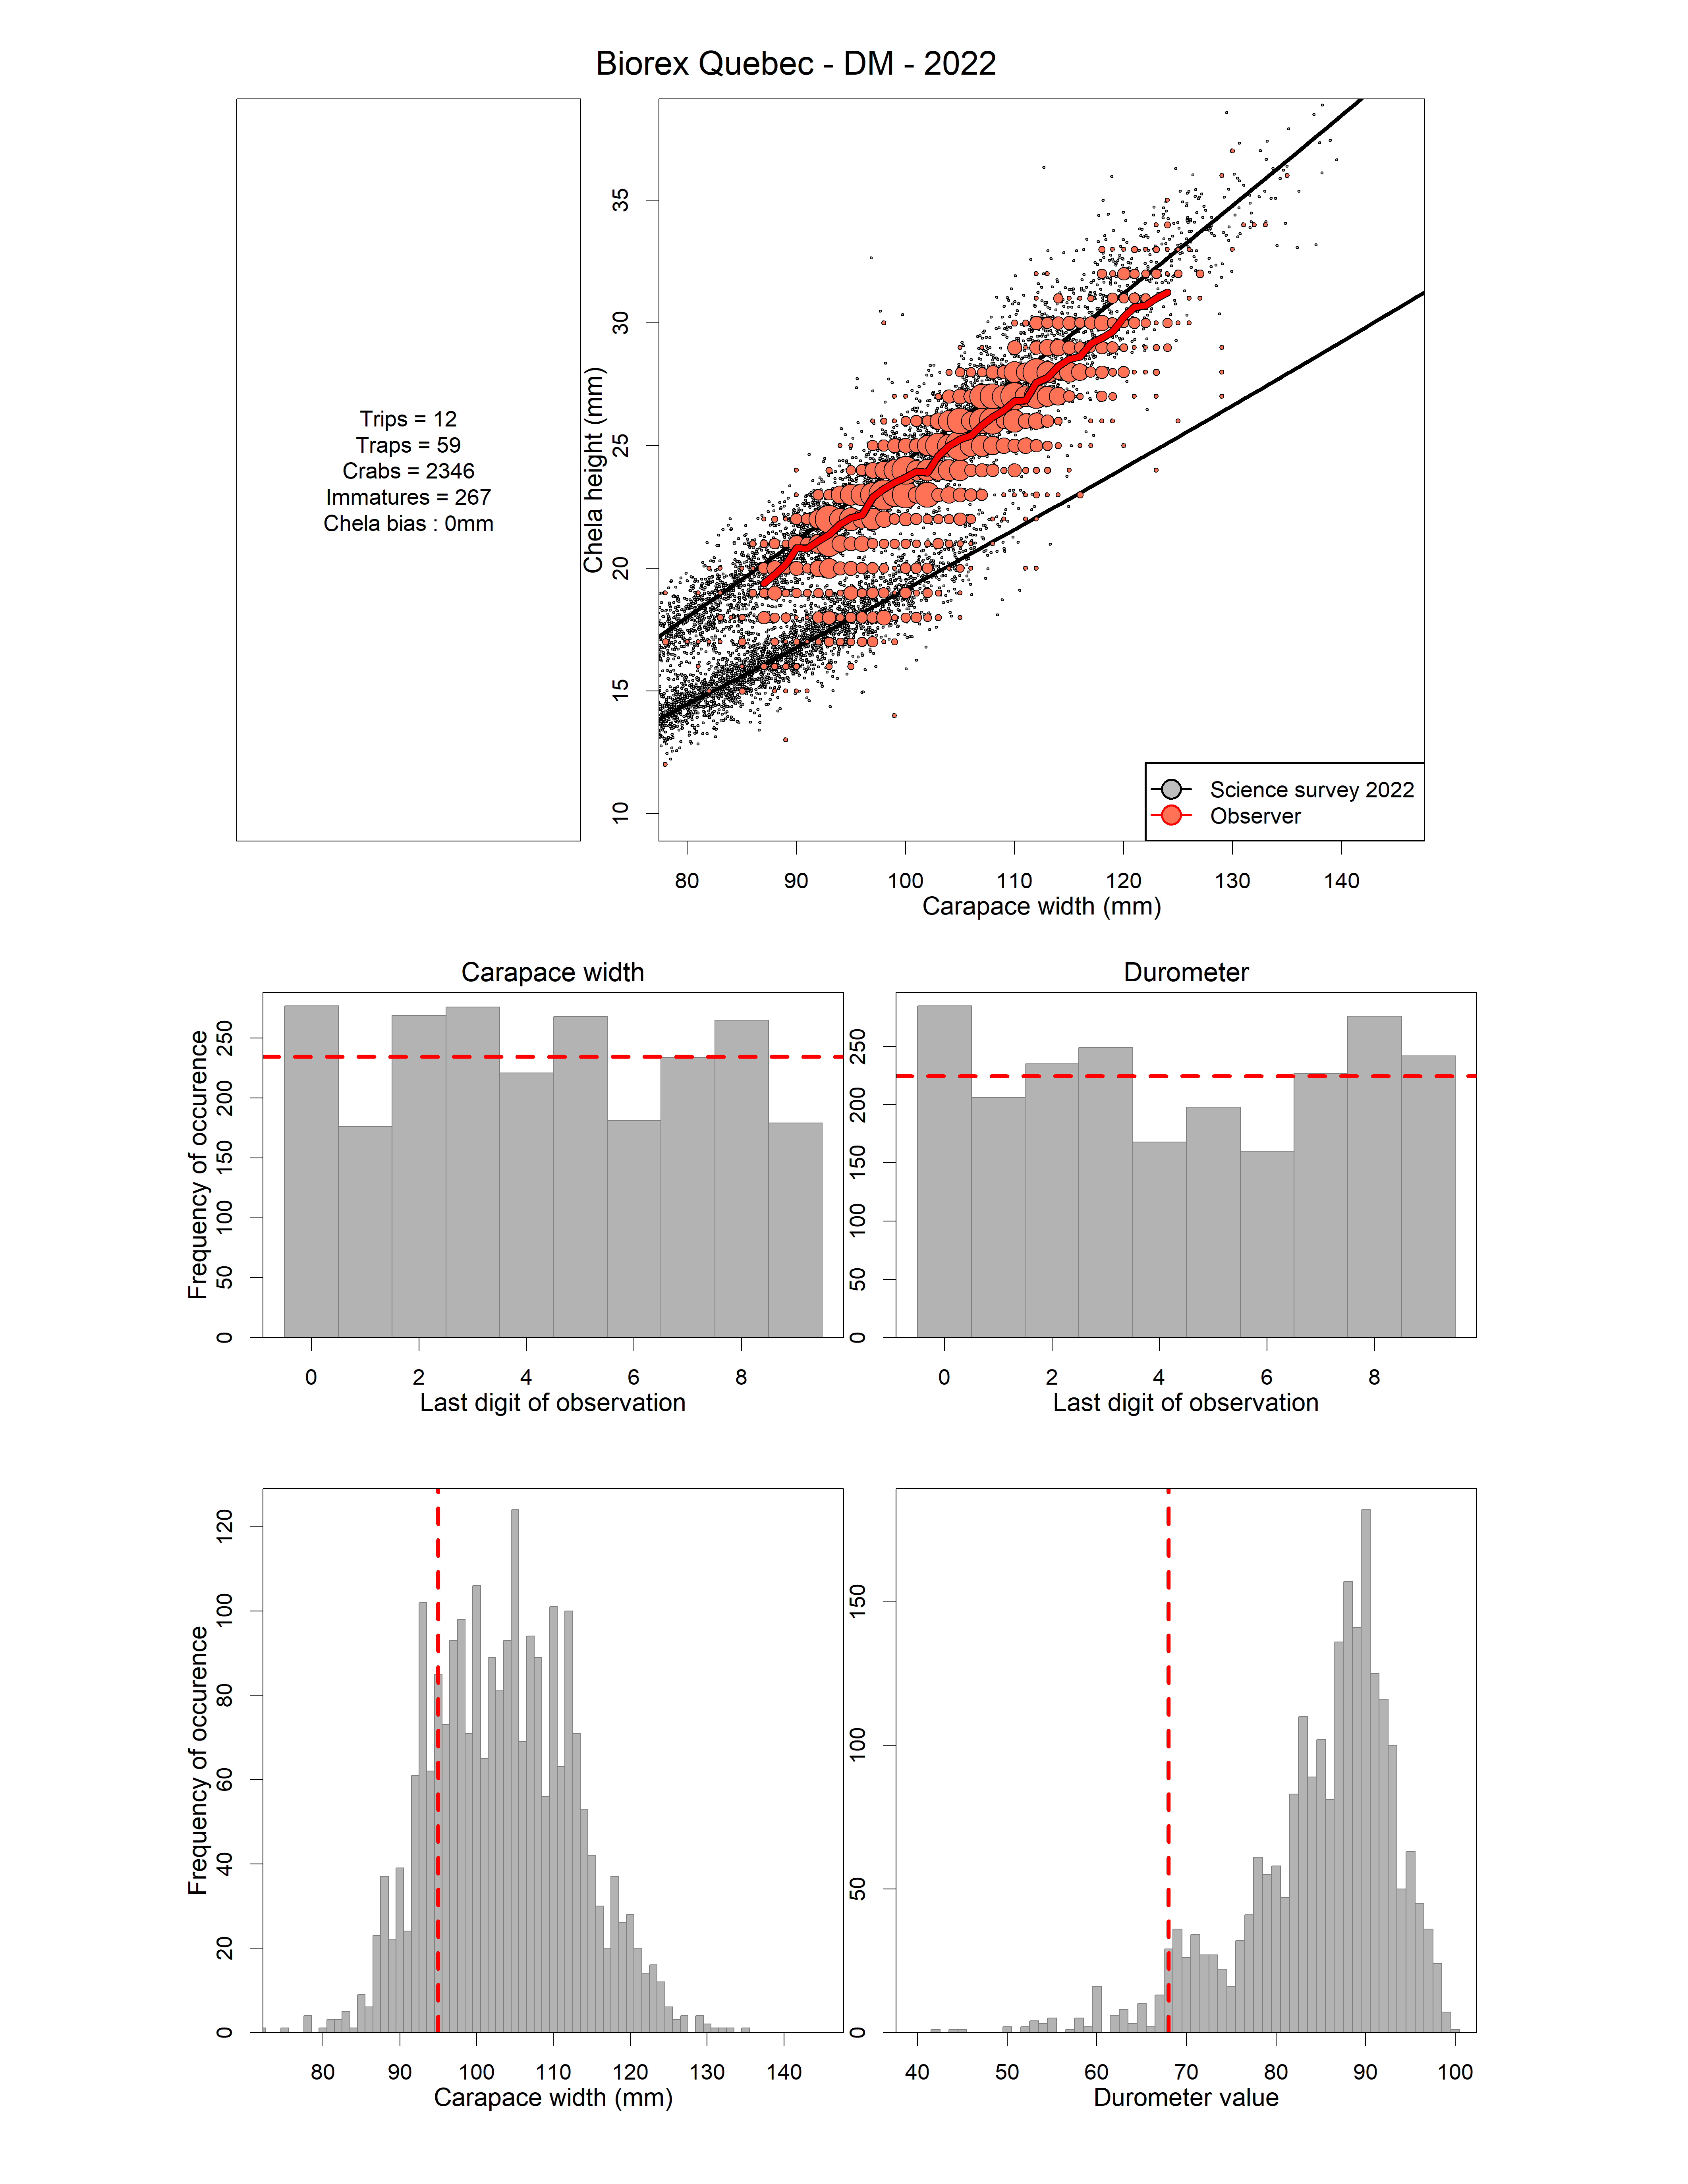 Biorex Quebec - DM - 2022
Trips = 12
Traps = 59
Crabs = 2346
Immatures = 267
Chela bias : 0mm
Chela height (mm)
35
30
25
20
15
10
Science survey 2022
Observer
80 90 100 110 120 130 140
Carapace width (mm)
Carapace width
Frequency of occurence
250
200
150
100
50
0
0 2 4 6 8
Last digit of observation
Durometer
250
200
150
100
50
0
0 2 4 6 8
Last digit of observation
Frequency of occurence
120
100
80
60
40
20
0
80 90 100 110 120 130 140
Carapace width (mm)
150
100
50
0
40 50 60 70 80 90 100
Durometer value